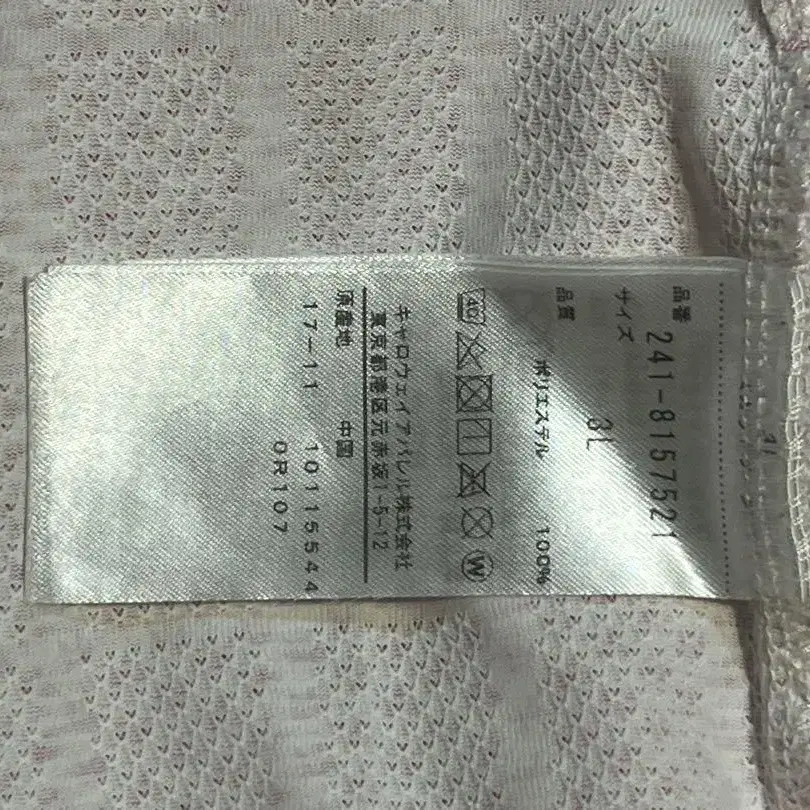 品番 241-8157521
サイズ 3L
品質 ポリエステル 100%
40 W
キャロウェイアパレル株式会社
東京都港区元赤坂1-5-12
原産地 中国
17-11 10115544
0R107